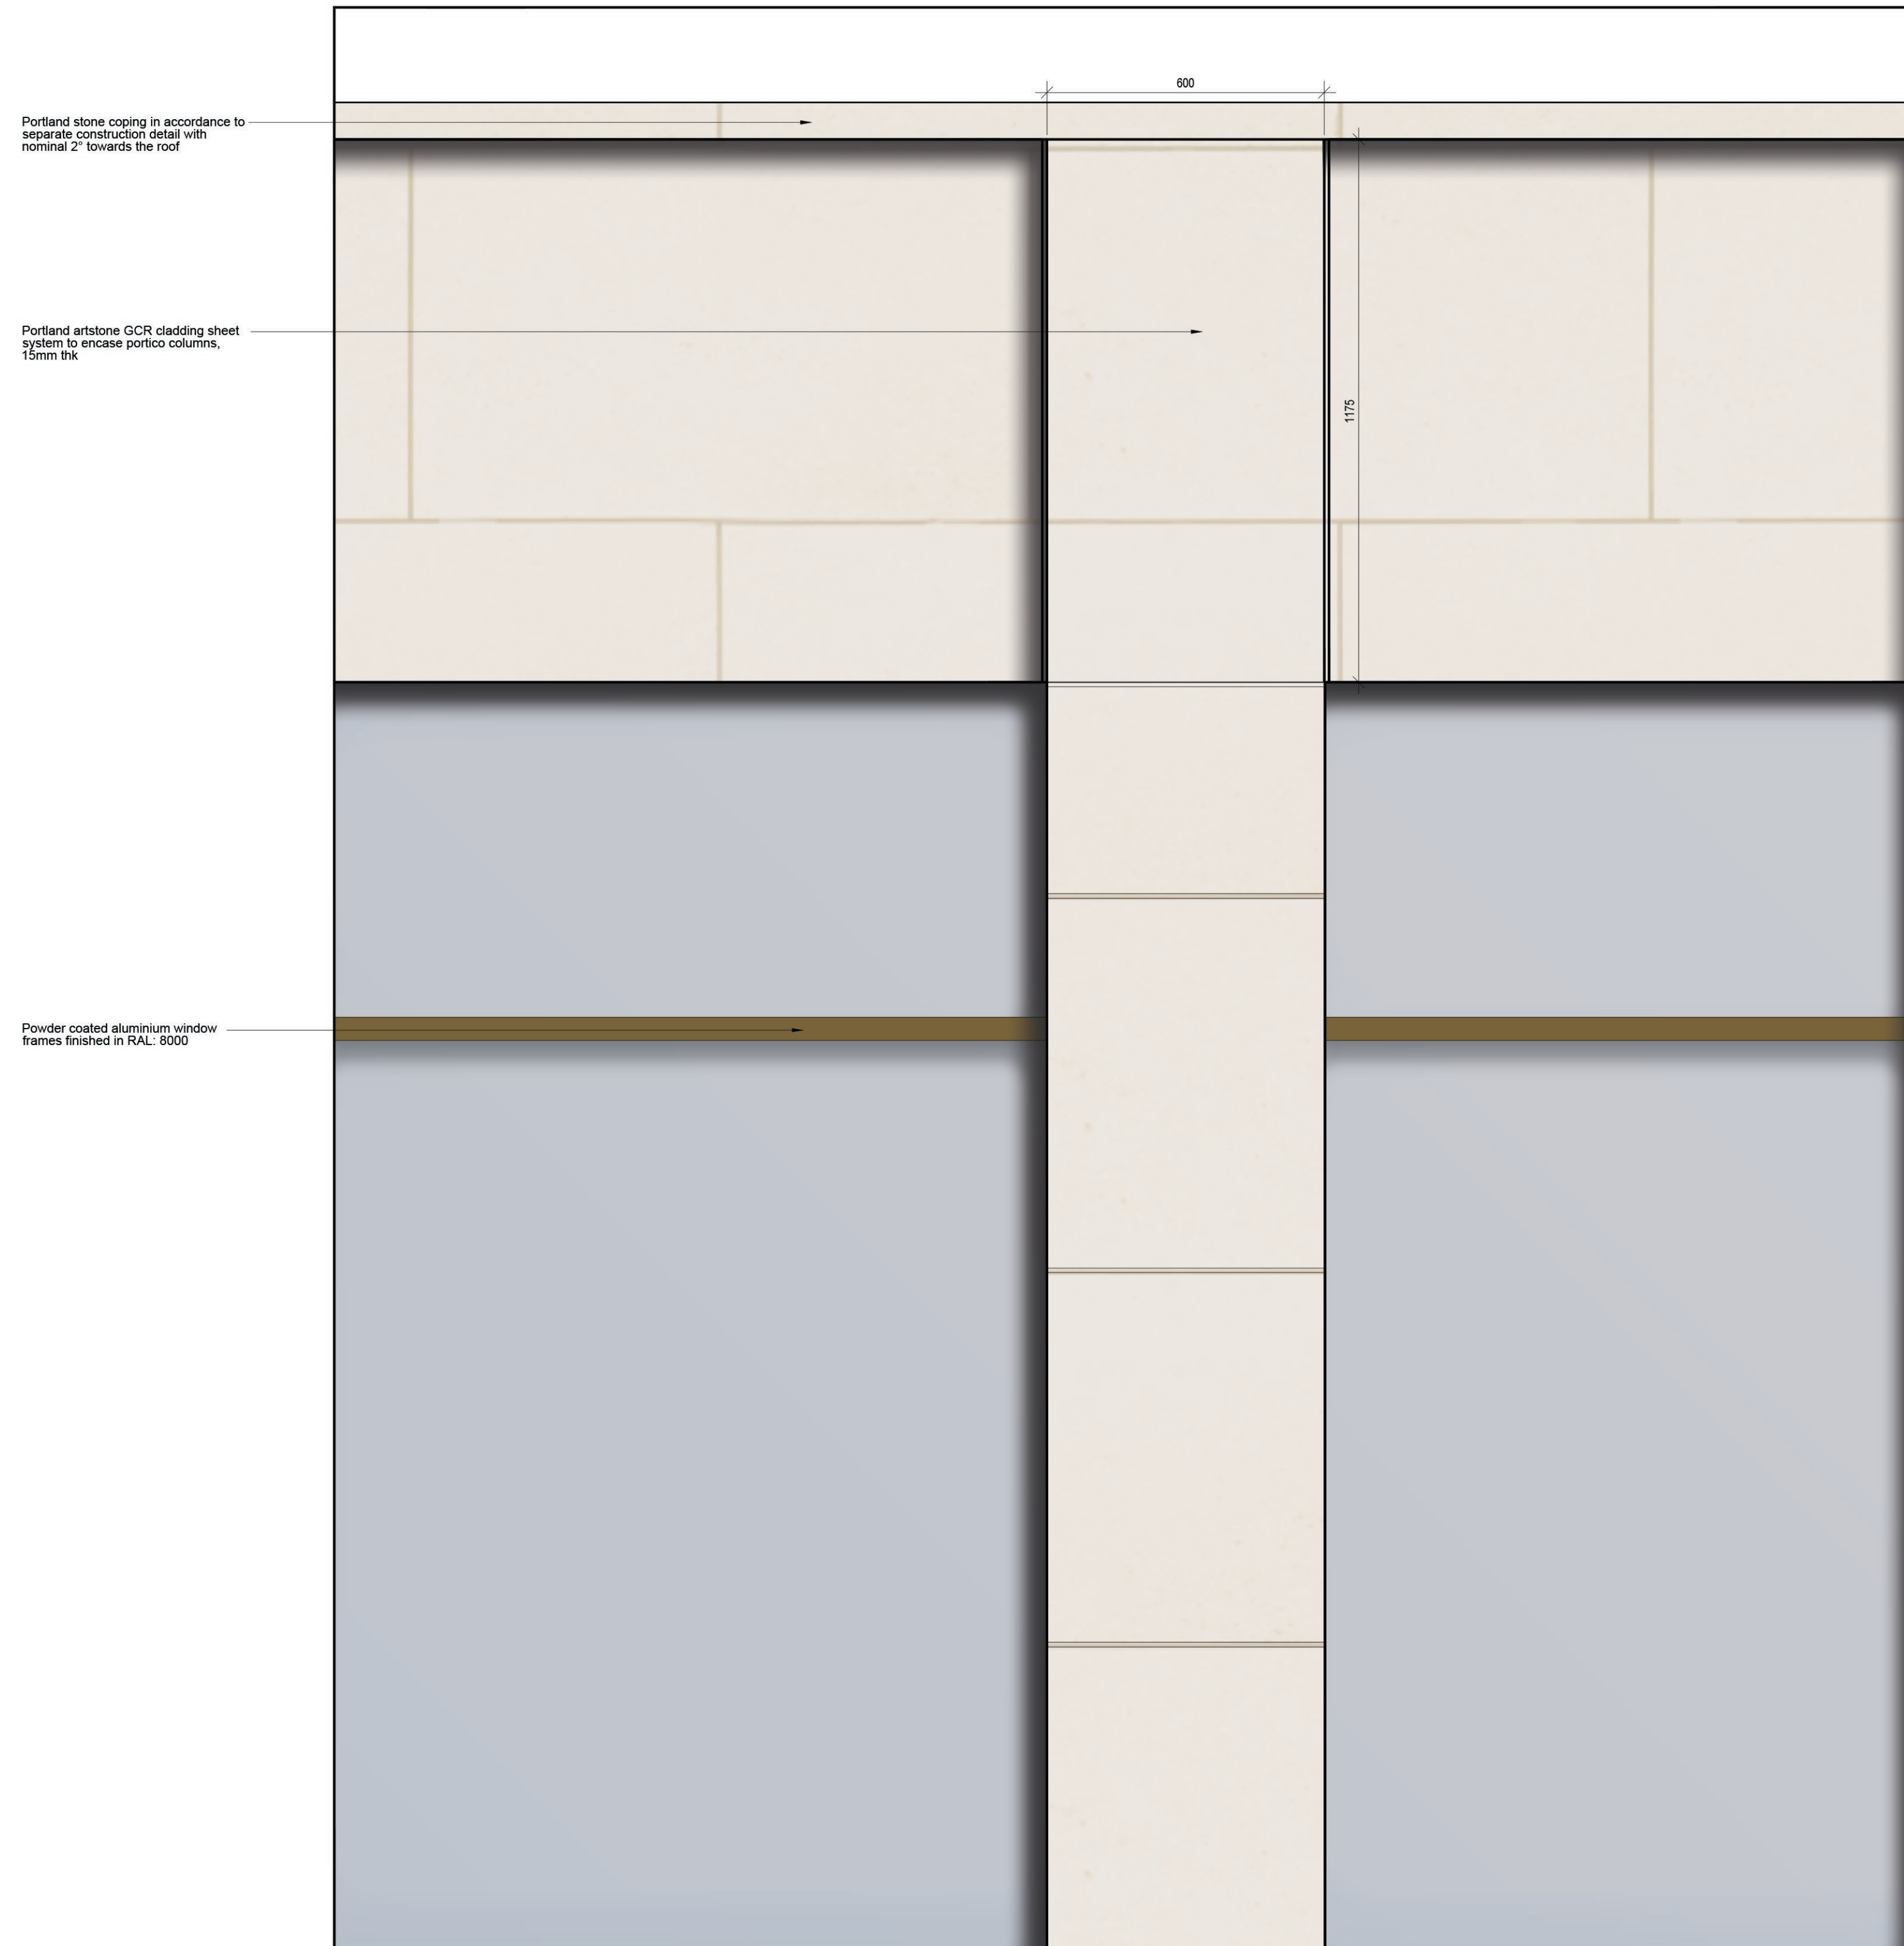 600
Portland stone coping in accordance to
separate construction detail with
nominal 2° towards the roof
Portland artstone GCR cladding sheet
system to encase portico columns,
15mm thk
1175
Powder coated aluminium window
frames finished in RAL: 8000